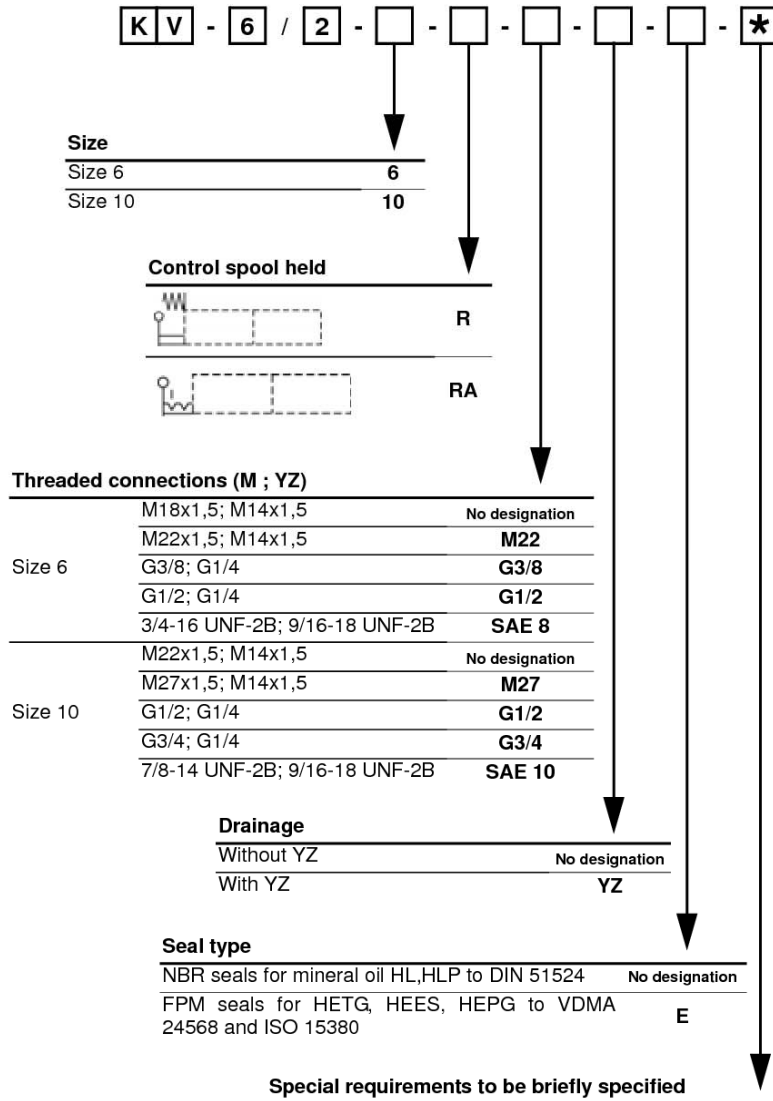 KV - 6 / 2 - - - - - - *
Size
Size 6 6
Size 10 10
Control spool held
R
RA
Threaded connections (M ; YZ)
M18x1,5; M14x1,5 No designation
M22x1,5; M14x1,5 M22
Size 6 G3/8; G1/4 G3/8
G1/2; G1/4 G1/2
3/4-16 UNF-2B; 9/16-18 UNF-2B SAE 8
M22x1,5; M14x1,5 No designation
M27x1,5; M14x1,5 M27
Size 10 G1/2; G1/4 G1/2
G3/4; G1/4 G3/4
7/8-14 UNF-2B; 9/16-18 UNF-2B SAE 10
Drainage
Without YZ No designation
With YZ YZ
Seal type
NBR seals for mineral oil HL,HLP to DIN 51524 No designation
FPM seals for HETG, HEES, HEPG to VDMA
24568 and ISO 15380 E
Special requirements to be briefly specified